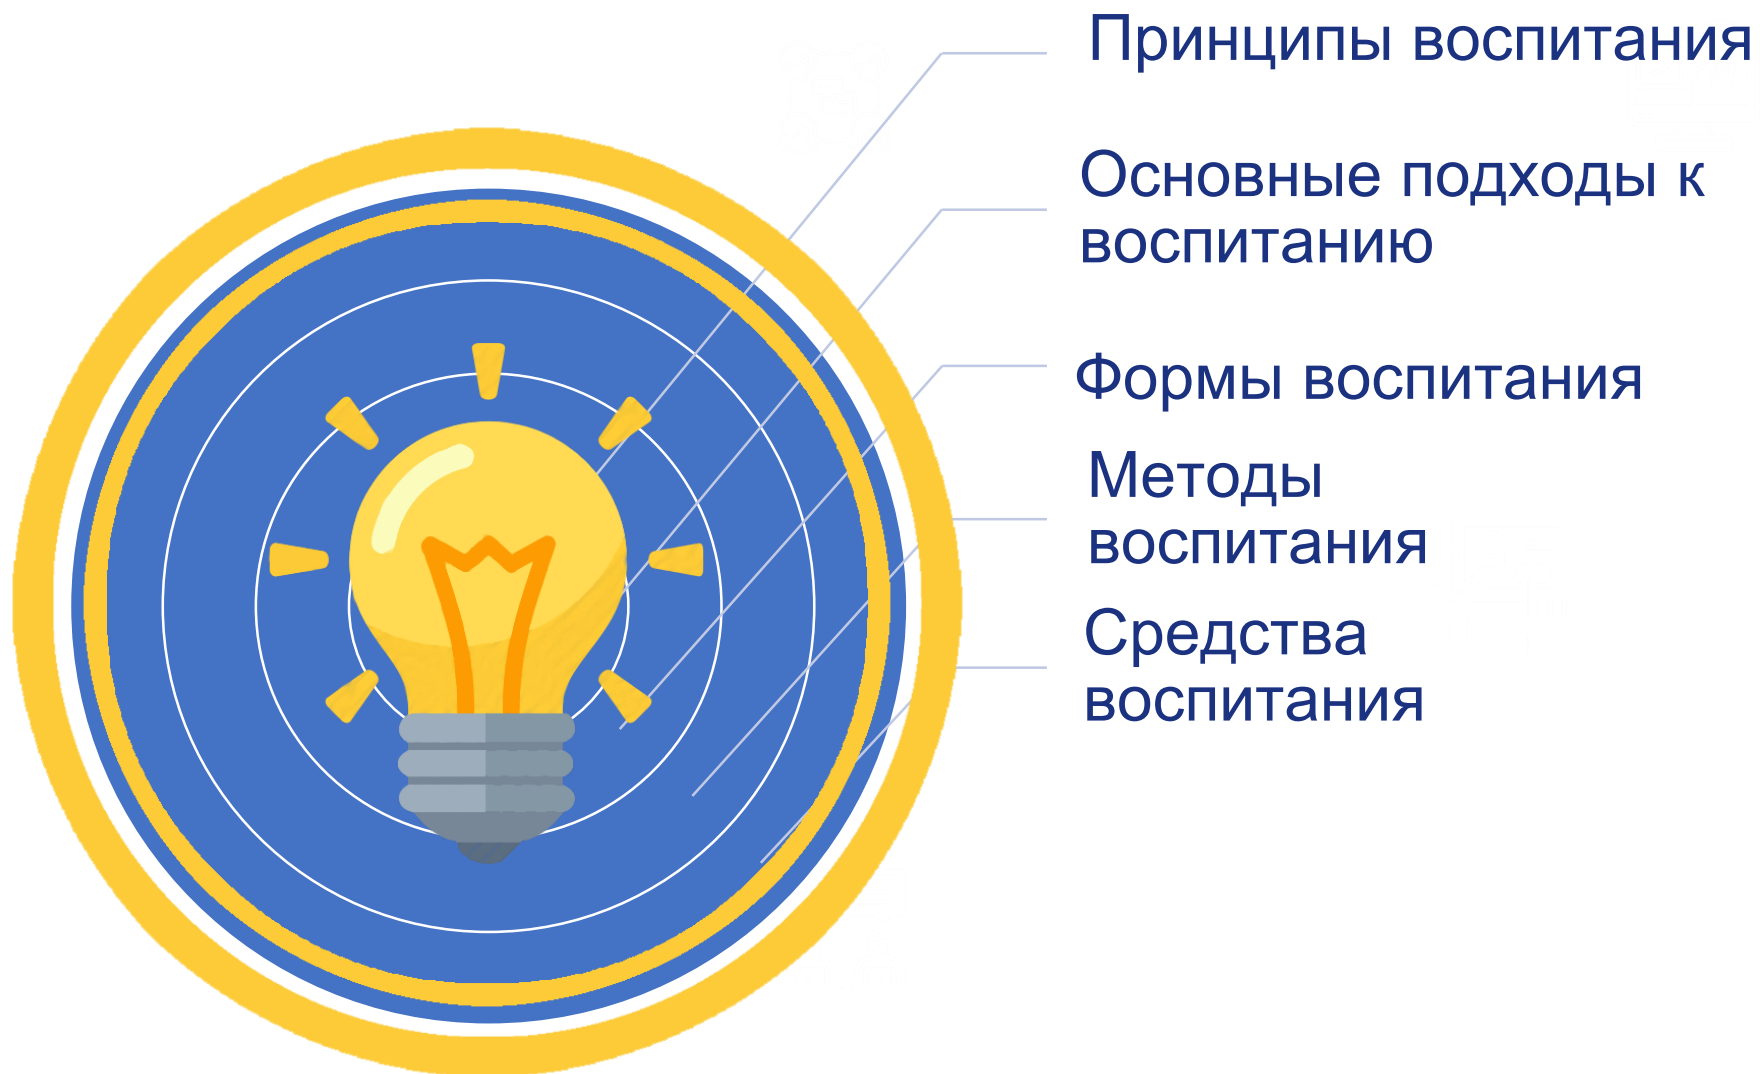 Принципы воспитания
Основные подходы к
воспитанию
Формы воспитания
Методы
воспитания
Средства
воспитания